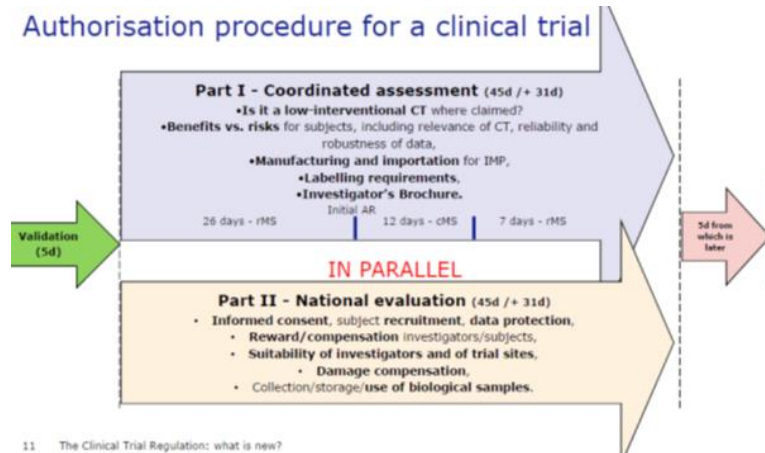 Authorisation procedure for a clinical trial
Part I - Coordinated assessment (45d /+ 31d)
•Is it a low-interventional CT where claimed?
•Benefits vs. risks for subjects, including relevance of CT, reliability and
robustness of data,
•Manufacturing and importation for IMP,
•Labelling requirements,
•Investigator's Brochure.
Initial AR
26 days - rMS
12 days - cMS
7 days - rMS
Validation
(5d)
5d from
which is
later
IN PARALLEL
Part II - National evaluation (45d /+ 31d)
• Informed consent, subject recruitment, data protection,
• Reward/compensation investigators/subjects,
• Suitability of investigators and of trial sites,
• Damage compensation,
• Collection/storage/use of biological samples.
11 The Clinical Trial Regulation: what is new?